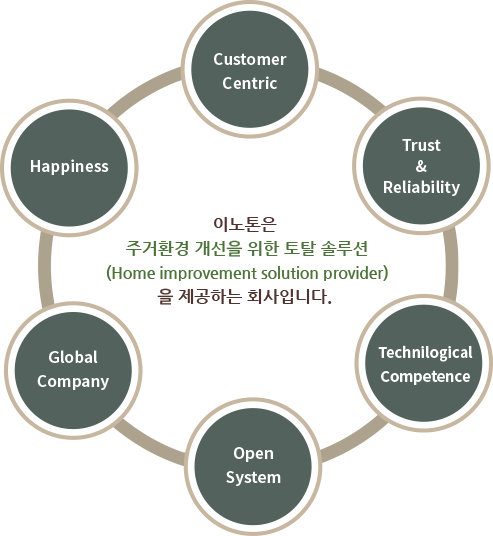 Customer
Centric
Trust
&
Reliability
Technilogical
Competence
Open
System
Global
Company
Happiness
이노톤은
주거환경 개선을 위한 토탈 솔루션
(Home improvement solution provider)
을 제공하는 회사입니다.